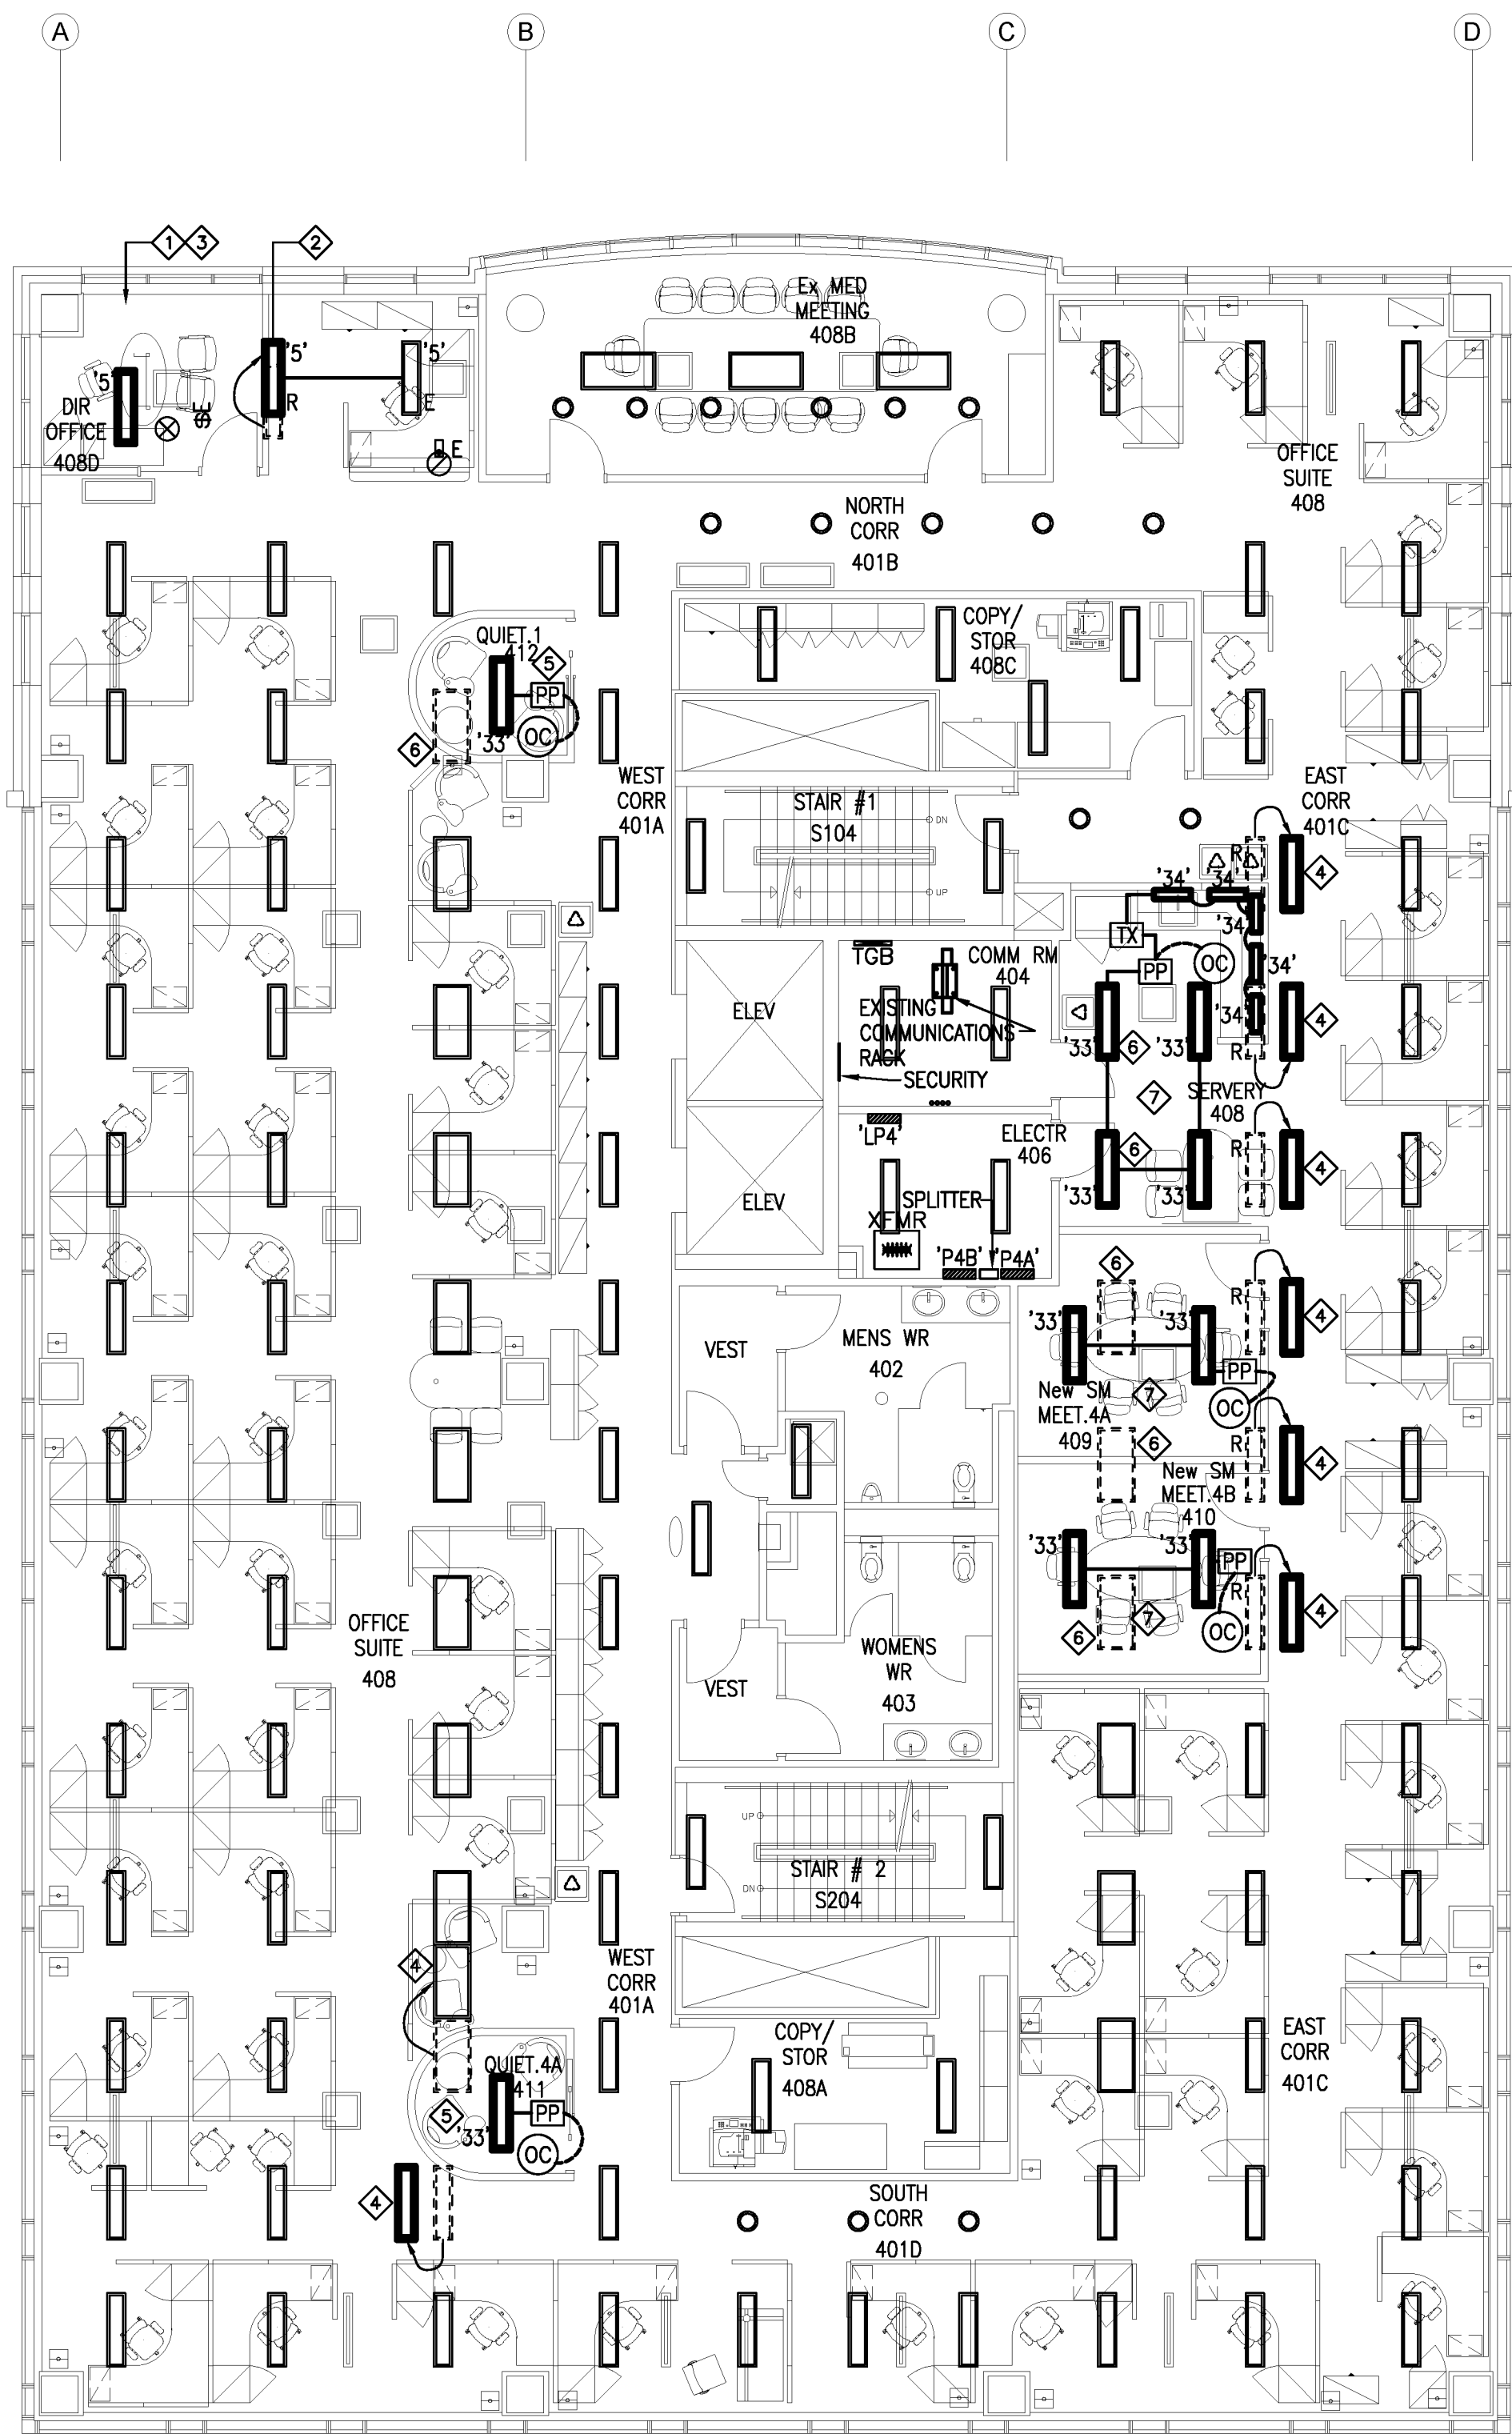 A
B
C
D
1
3
2
'5'
'5'
'5'
R
E
$E
E
DIR
OFFICE
408D
Ex MED
MEETING
408B
OFFICE
SUITE
408
NORTH
CORR
401B
QUIET.1
412
5
PP
OC
'33'
6
COPY/
STOR
408C
WEST
CORR
401A
STAIR #1
S104
DN
UP
EAST
CORR
401C
R
4
'34'
'34'
'34'
'34'
'34'
TX
PP
OC
TGB
COMM RM
404
EXISTING
COMMUNICATIONS
RACK
SECURITY
ELEV
'33'
6
'33'
R
4
7
SERVERY
408
'LP4'
ELECTR
406
6
R
4
'33'
'33'
ELEV
SPLITTER
XFMR
'P4B'
'P4A'
6
R
4
'33'
'33'
VEST
MENS WR
402
PP
OC
New SM
MEET.4A
409
7
6
R
4
New SM
MEET.4B
410
'33'
'33'
PP
R
4
7
6
OC
OFFICE
SUITE
408
WOMENS
WR
403
VEST
UP
DN
STAIR # 2
S204
4
WEST
CORR
401A
COPY/
STOR
408A
EAST
CORR
401C
QUIET.4A
411
5
PP
'33'
OC
4
SOUTH
CORR
401D